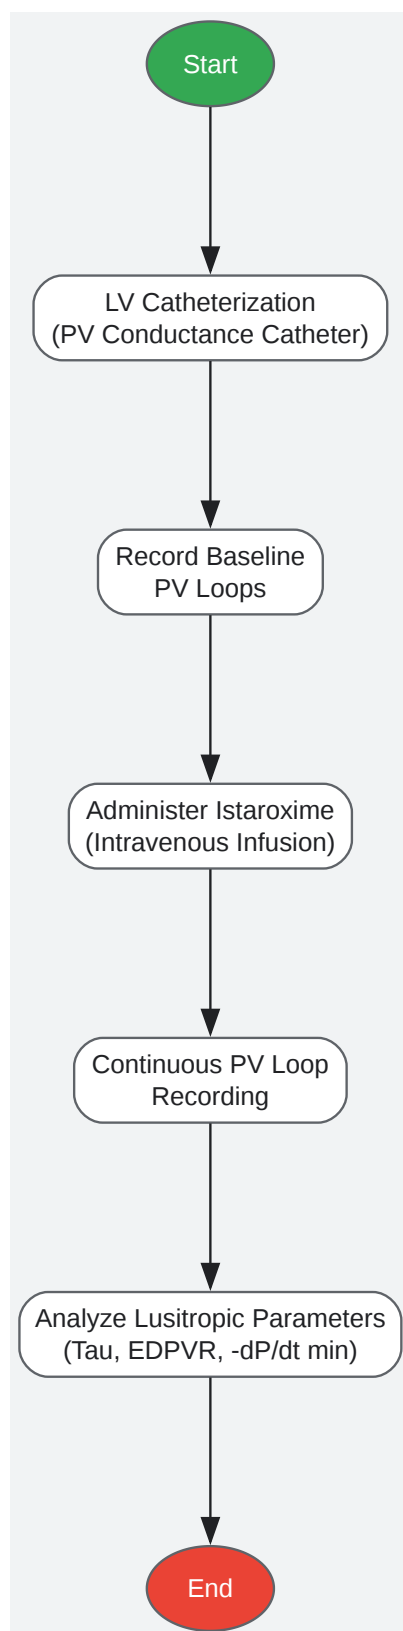 Start
LV Catheterization
(PV Conductance Catheter)
Record Baseline
PV Loops
Administer Istaroxime
(Intravenous Infusion)
Continuous PV Loop
Recording
Analyze Lusitropic Parameters
(Tau, EDPVR, -dP/dt min)
End